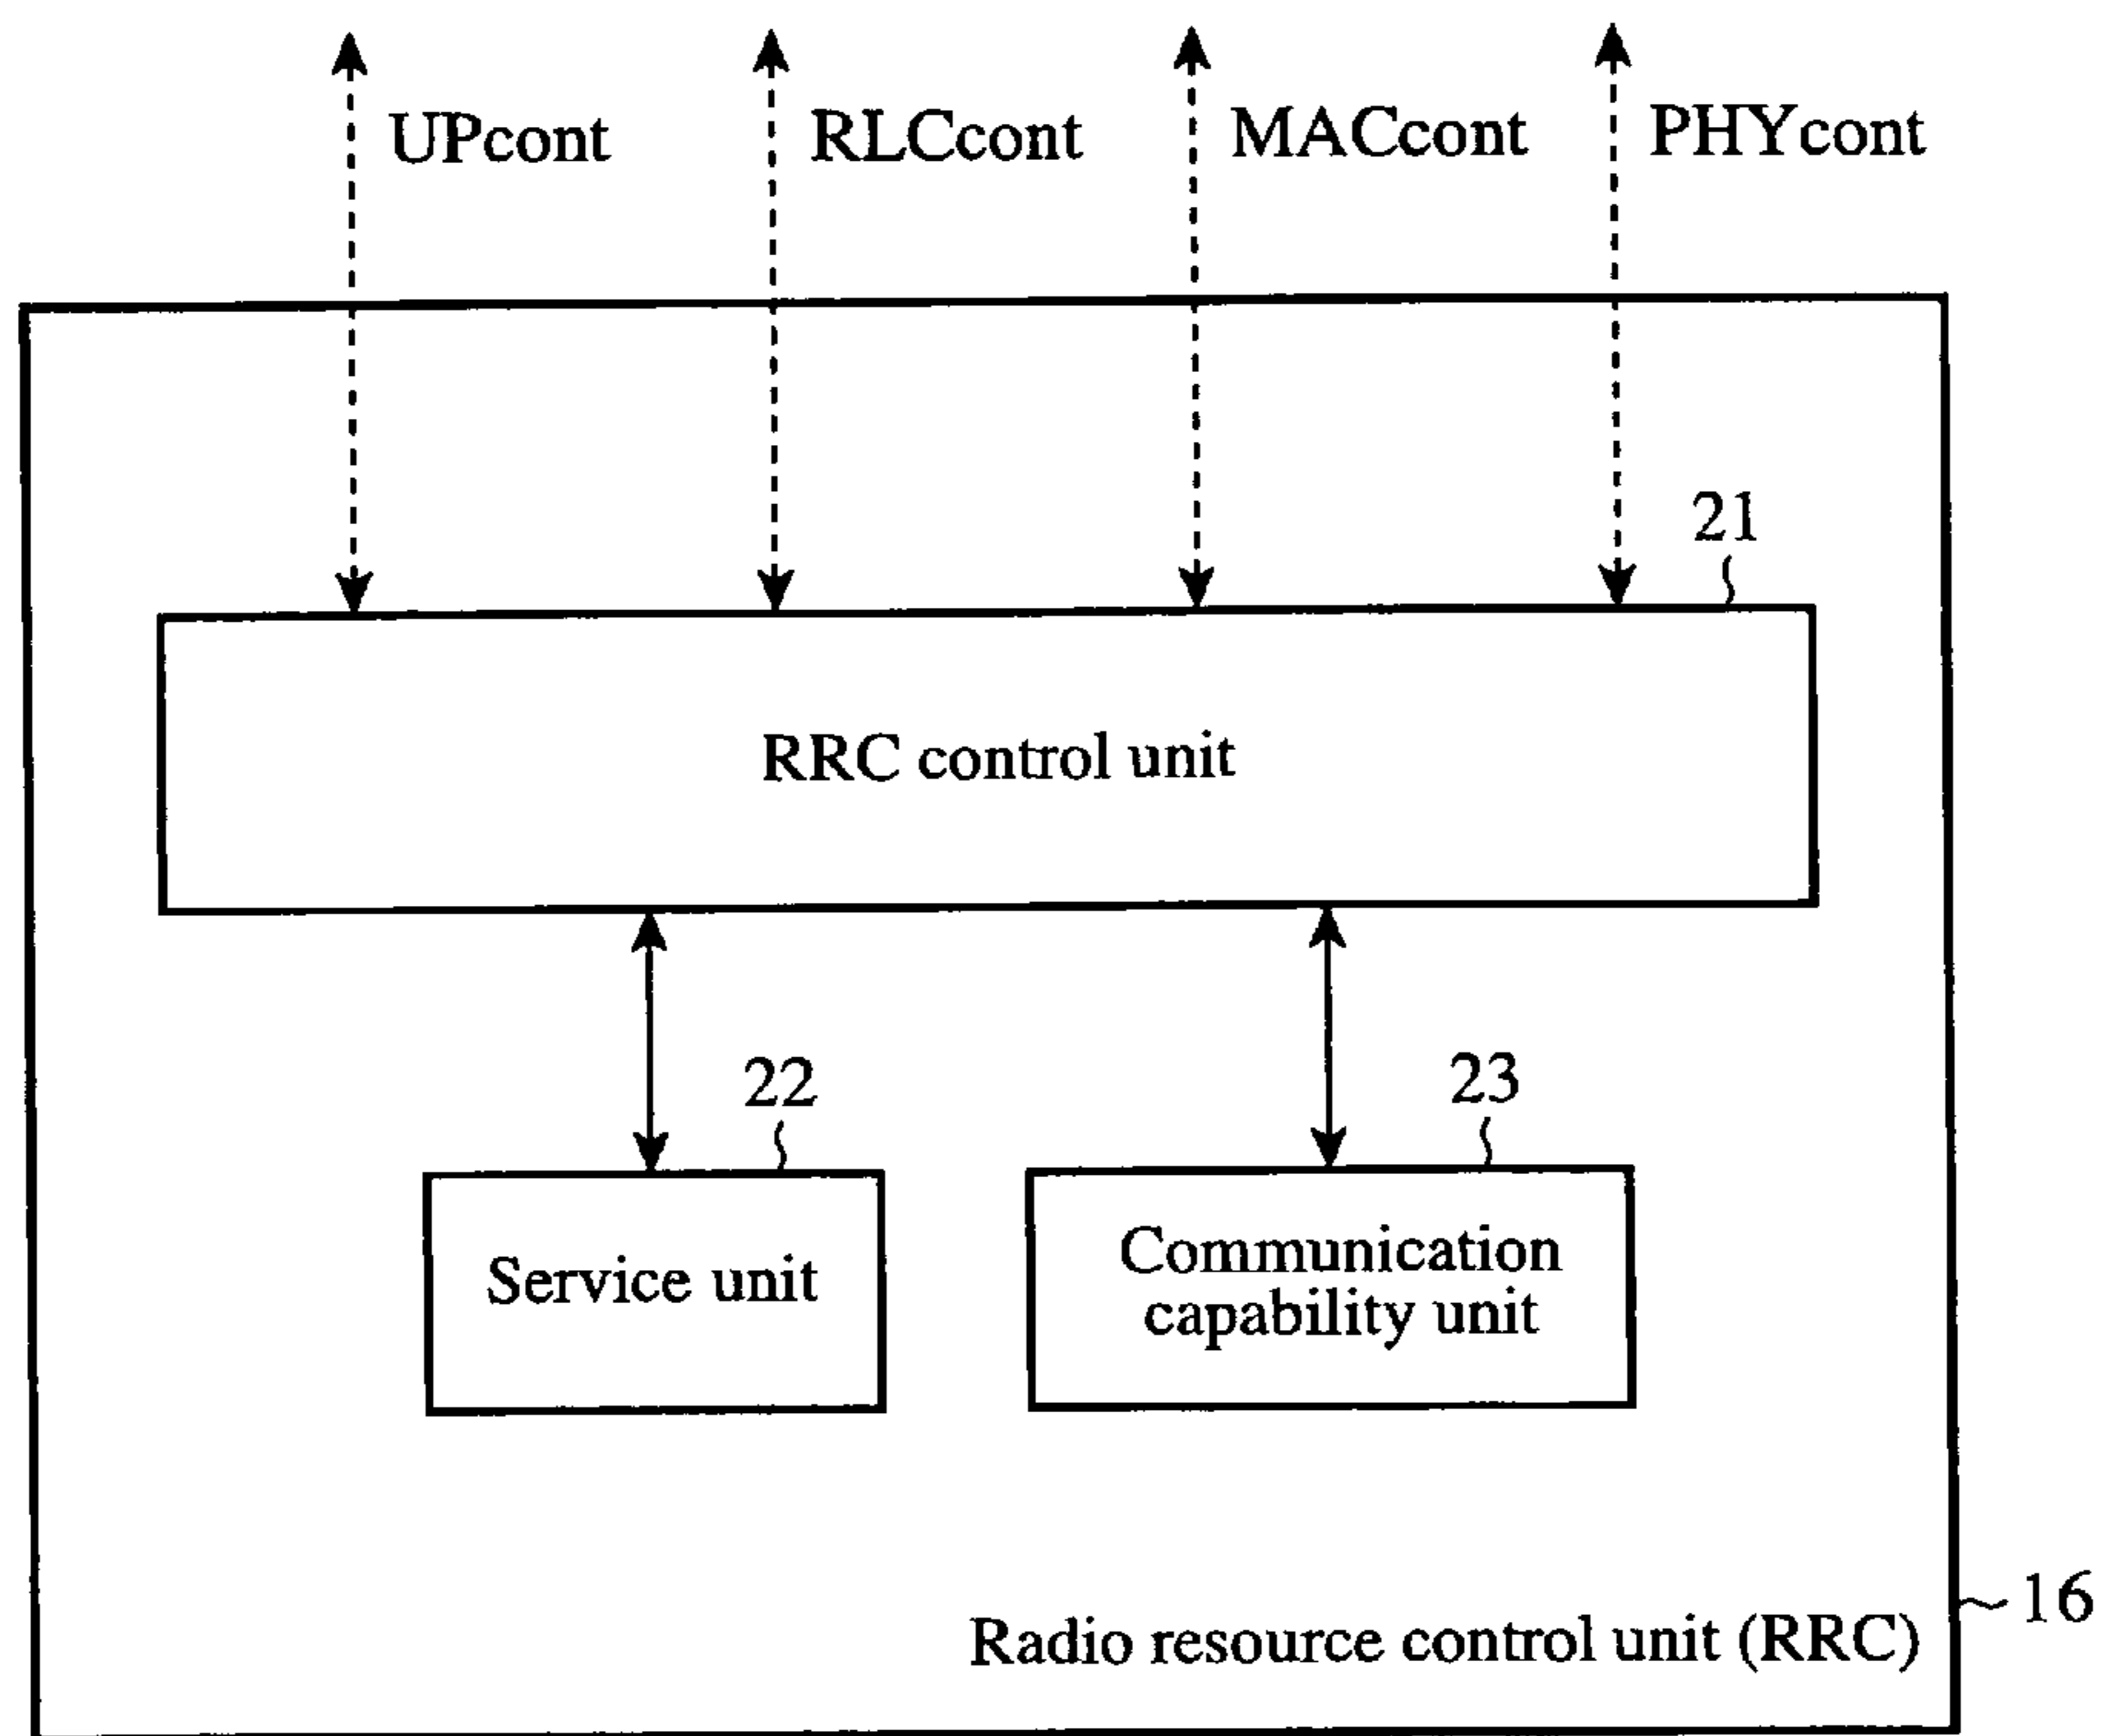 UPcont
RLCcont
MACcont
PHYcont
21
RRC control unit
22
23
Service unit
Communication
capability unit
16
Radio resource control unit (RRC)